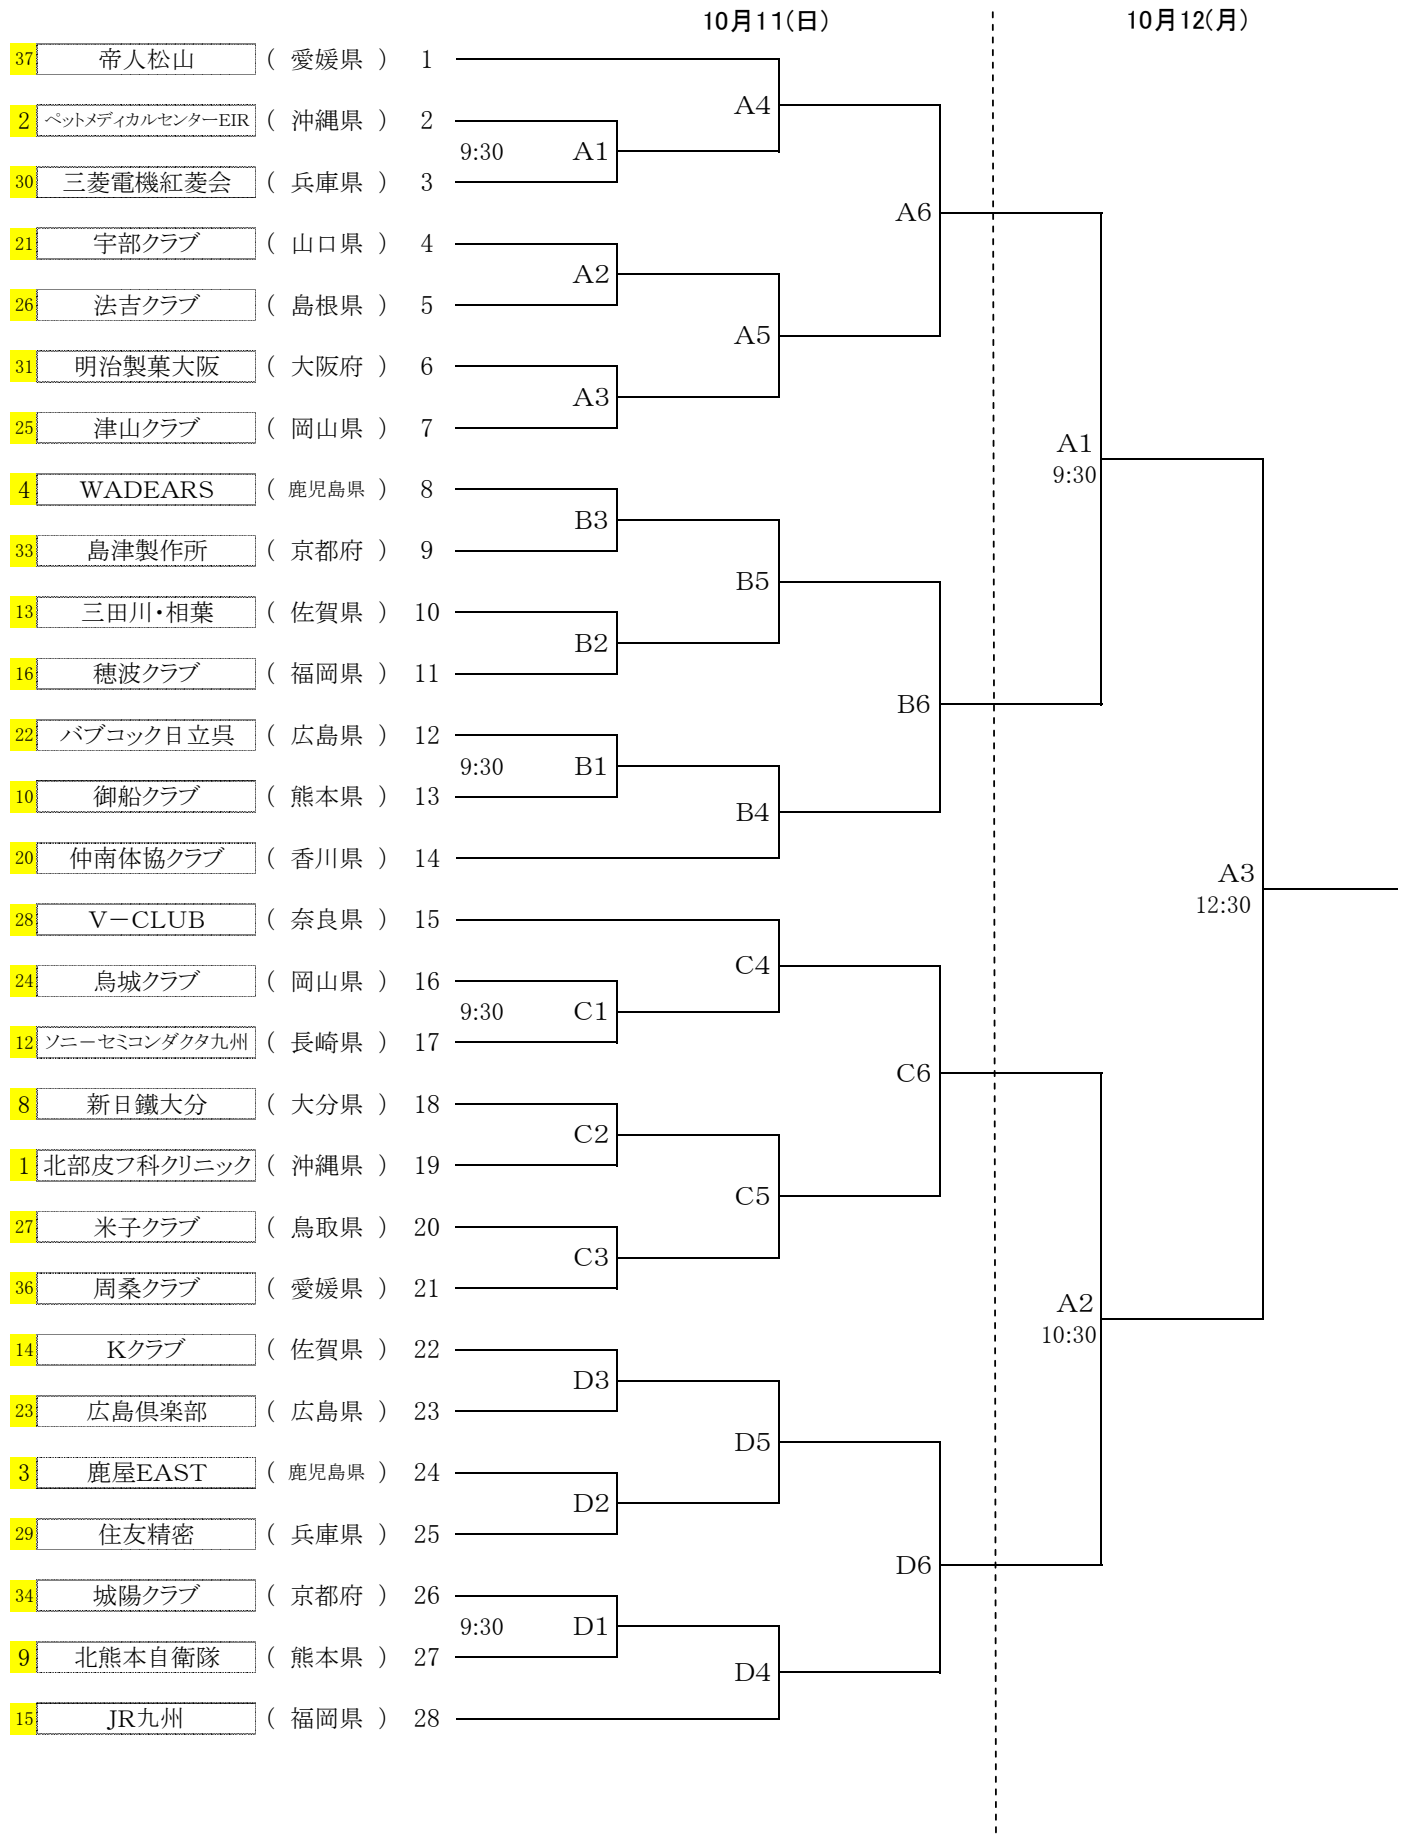 10月11(日) 10月12(月)
37 帝人松山 ( 愛媛県 ) 1
A4
2 ペットメディカルセンターEIR ( 沖縄県 ) 2
9:30 A1
30 三菱電機紅菱会 ( 兵庫県 ) 3
A6
21 宇部クラブ ( 山口県 ) 4
A2
26 法吉クラブ ( 島根県 ) 5
A5
31 明治製菓大阪 ( 大阪府 ) 6
A3
25 津山クラブ ( 岡山県 ) 7
A1
9:30
4 WADEARS ( 鹿児島県 ) 8
B3
33 島津製作所 ( 京都府 ) 9
B5
13 三田川・相葉 ( 佐賀県 ) 10
B2
16 穂波クラブ ( 福岡県 ) 11
B6
22 バブコック日立呉 ( 広島県 ) 12
9:30 B1
10 御船クラブ ( 熊本県 ) 13
B4
20 仲南体協クラブ ( 香川県 ) 14
A3
12:30
28 V－CLUB ( 奈良県 ) 15
C4
24 烏城クラブ ( 岡山県 ) 16
9:30 C1
12 ソニーセミコンダクタ九州 ( 長崎県 ) 17
C6
8 新日鐵大分 ( 大分県 ) 18
C2
1 北部皮フ科クリニック ( 沖縄県 ) 19
C5
27 米子クラブ ( 鳥取県 ) 20
C3
36 周桑クラブ ( 愛媛県 ) 21
A2
10:30
14 Kクラブ ( 佐賀県 ) 22
D3
23 広島倶楽部 ( 広島県 ) 23
D5
3 鹿屋EAST ( 鹿児島県 ) 24
D2
29 住友精密 ( 兵庫県 ) 25
D6
34 城陽クラブ ( 京都府 ) 26
9:30 D1
9 北熊本自衛隊 ( 熊本県 ) 27
D4
15 JR九州 ( 福岡県 ) 28